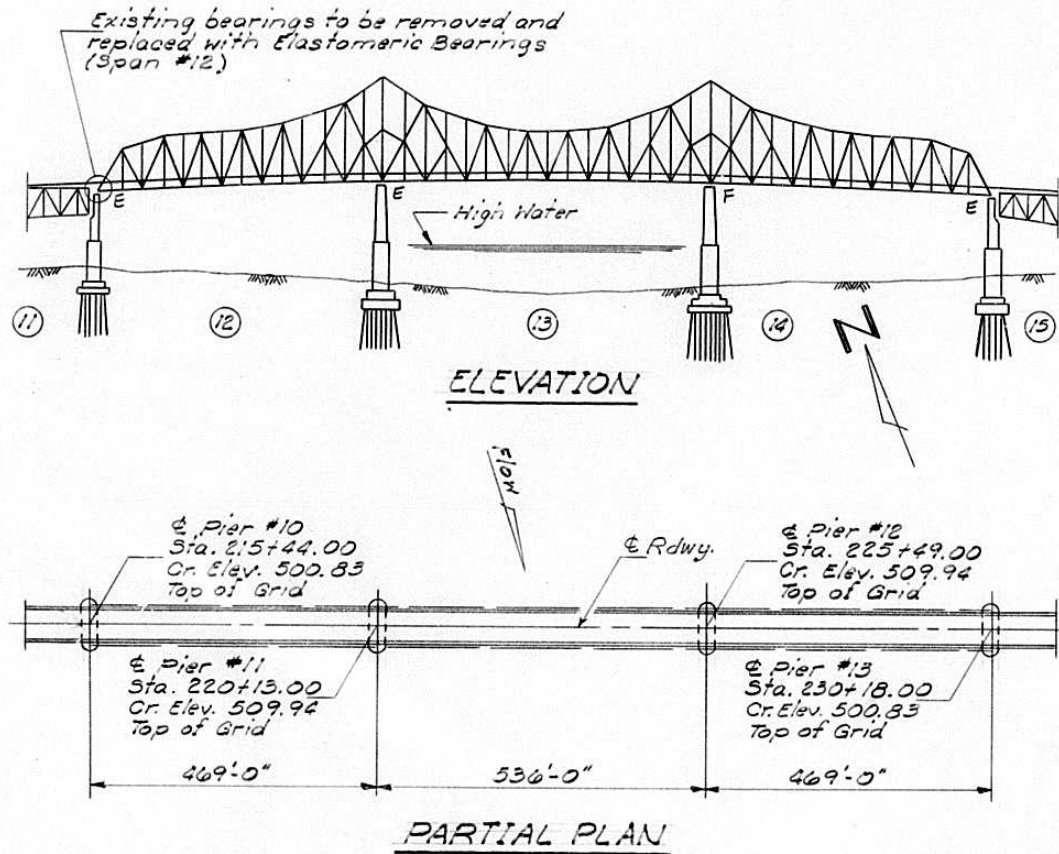 Existing bearings to be removed and
replaced with Elastomeric Bearings
(Span #12)
E
E
F
E
High Water
11
12
13
14
15
N
ELEVATION
Flow
℄ Pier #10
Sta. 215+44.00
Cr. Elev. 500.83
Top of Grid
℄ Pier #12
Sta. 225+49.00
Cr. Elev. 509.94
Top of Grid
℄ Rdwy.
℄ Pier #11
Sta. 220+13.00
Cr. Elev. 509.94
Top of Grid
℄ Pier #13
Sta. 230+18.00
Cr. Elev. 500.83
Top of Grid
469'-0"
536'-0"
469'-0"
PARTIAL PLAN